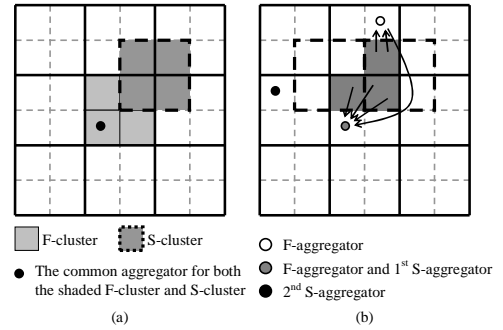 F-cluster
S-cluster
The common aggregator for both
the shaded F-cluster and S-cluster
(a)
F-aggregator
F-aggregator and 1st S-aggregator
2nd S-aggregator
(b)